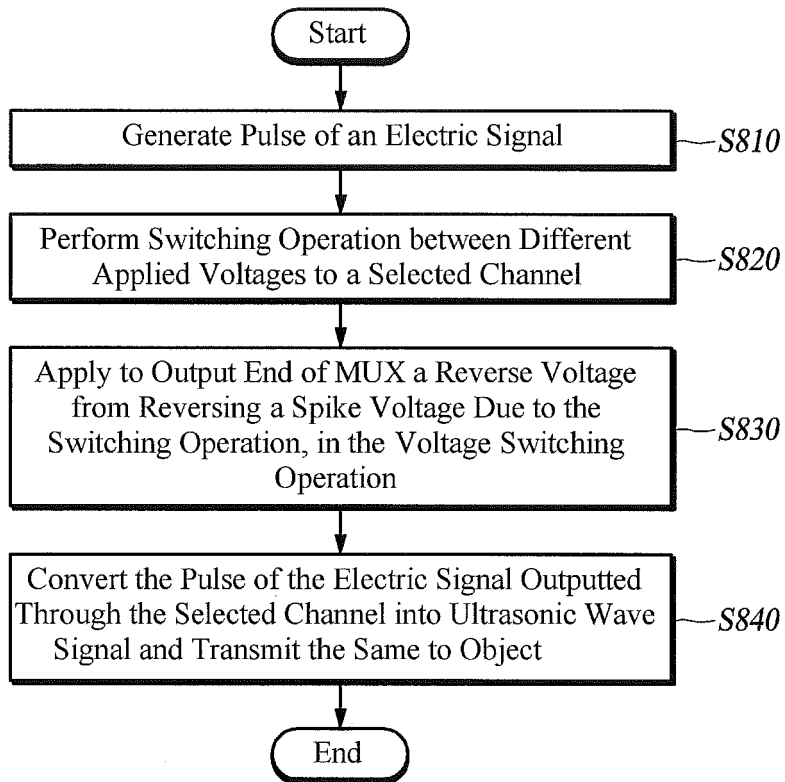 Start
Generate Pulse of an Electric Signal
S810
Perform Switching Operation between Different
Applied Voltages to a Selected Channel
S820
Apply to Output End of MUX a Reverse Voltage
from Reversing a Spike Voltage Due to the
Switching Operation, in the Voltage Switching
Operation
S830
Convert the Pulse of the Electric Signal Outputted
Through the Selected Channel into Ultrasonic Wave
Signal and Transmit the Same to Object
S840
End